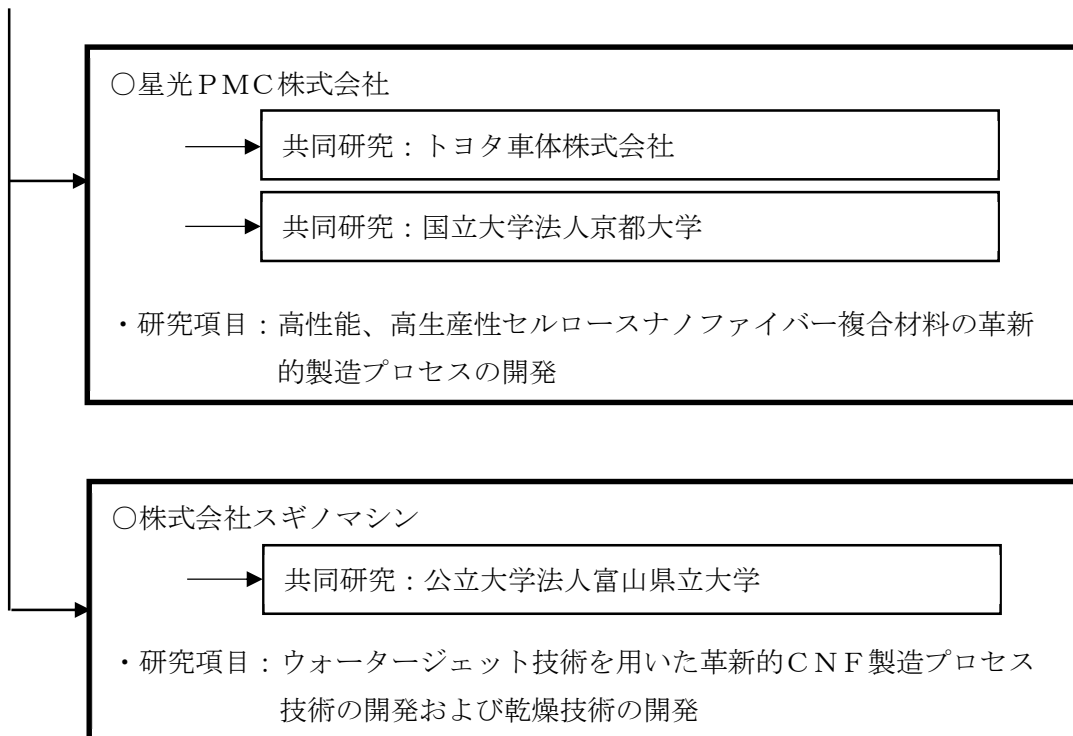 ○星光ＰＭＣ株式会社
共同研究：トヨタ車体株式会社
共同研究：国立大学法人京都大学
・研究項目：高性能、高生産性セルロースナノファイバー複合材料の革新
的製造プロセスの開発
○株式会社スギノマシン
共同研究：公立大学法人富山県立大学
・研究項目：ウォータージェット技術を用いた革新的ＣＮＦ製造プロセス
技術の開発および乾燥技術の開発